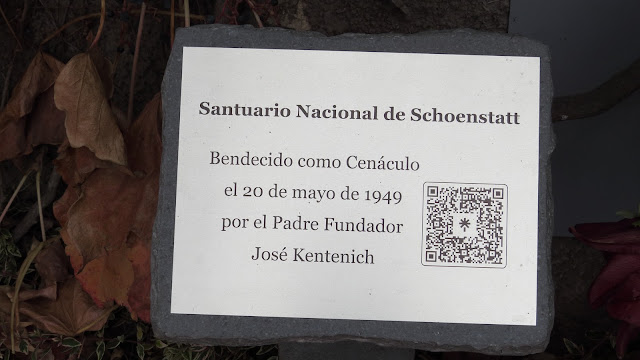 Santuario Nacional de Schoenstatt
Bendecido como Cenáculo
el 20 de mayo de 1949
por el Padre Fundador
José Kentenich